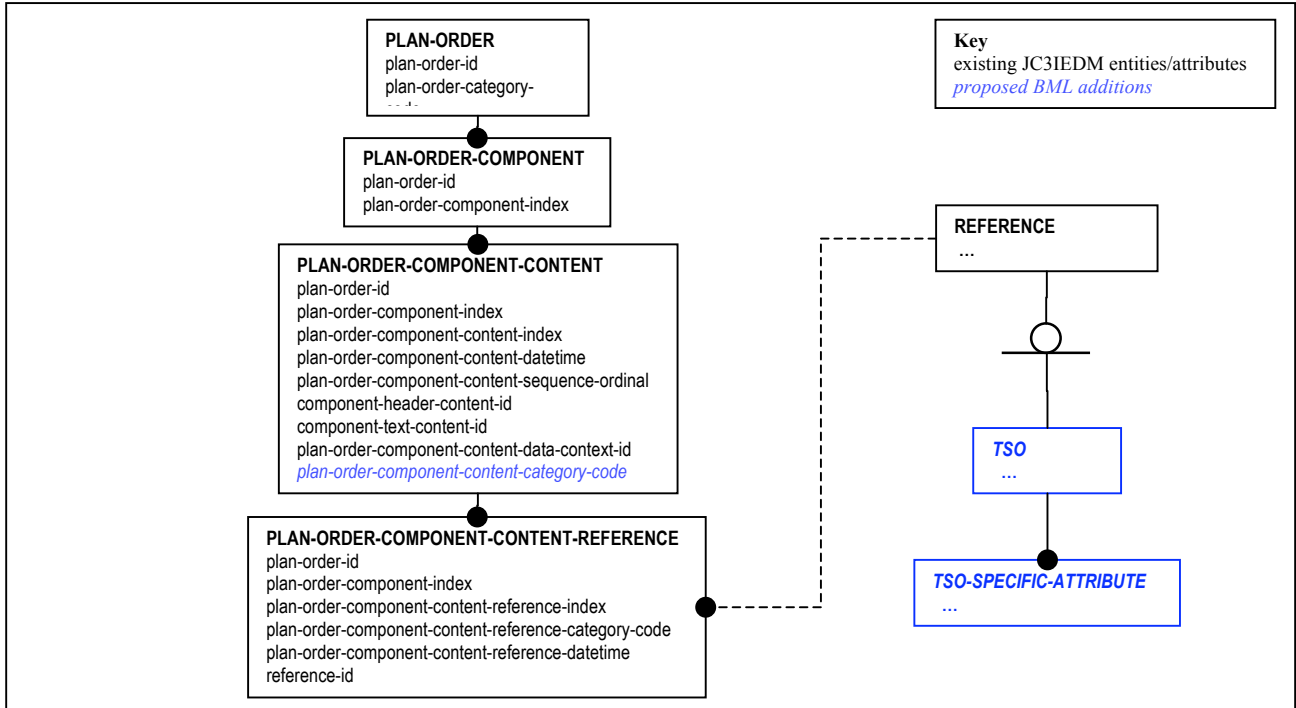 PLAN-ORDER
plan-order-id
plan-order-category-
Key
existing JC3IEDM entities/attributes
proposed BML additions
PLAN-ORDER-COMPONENT
plan-order-id
plan-order-component-index
PLAN-ORDER-COMPONENT-CONTENT
plan-order-id
plan-order-component-index
plan-order-component-content-index
plan-order-component-content-datetime
plan-order-component-content-sequence-ordinal
component-header-content-id
component-text-content-id
plan-order-component-content-data-context-id
plan-order-component-content-category-code
REFERENCE
...
TSO
...
TSO-SPECIFIC-ATTRIBUTE
...
PLAN-ORDER-COMPONENT-CONTENT-REFERENCE
plan-order-id
plan-order-component-index
plan-order-component-content-reference-index
plan-order-component-content-reference-category-code
plan-order-component-content-reference-datetime
reference-id